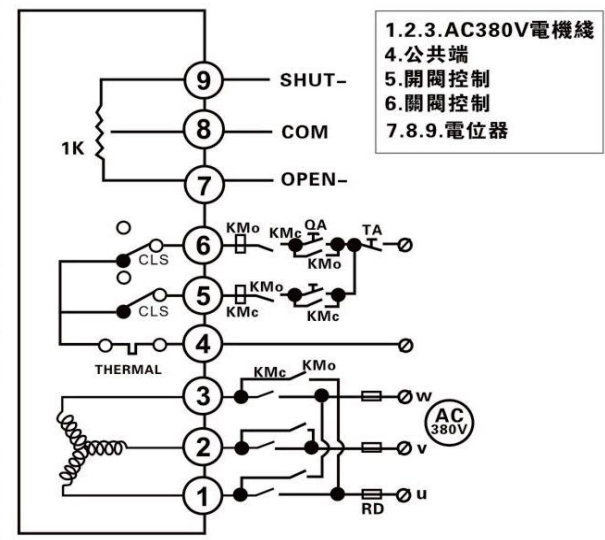 1.2.3.AC380V電機綫
4.公共端
5.開閥控制
6.關閥控制
7.8.9.電位器
9 SHUT–
8 COM
1K
7 OPEN–
6 KMo KMc QA TA
KMo
CLS
5 KMo
KMc KMc
CLS
4
THERMAL
KMc KMo
3 w
AC
380V
2 v
1 u
RD